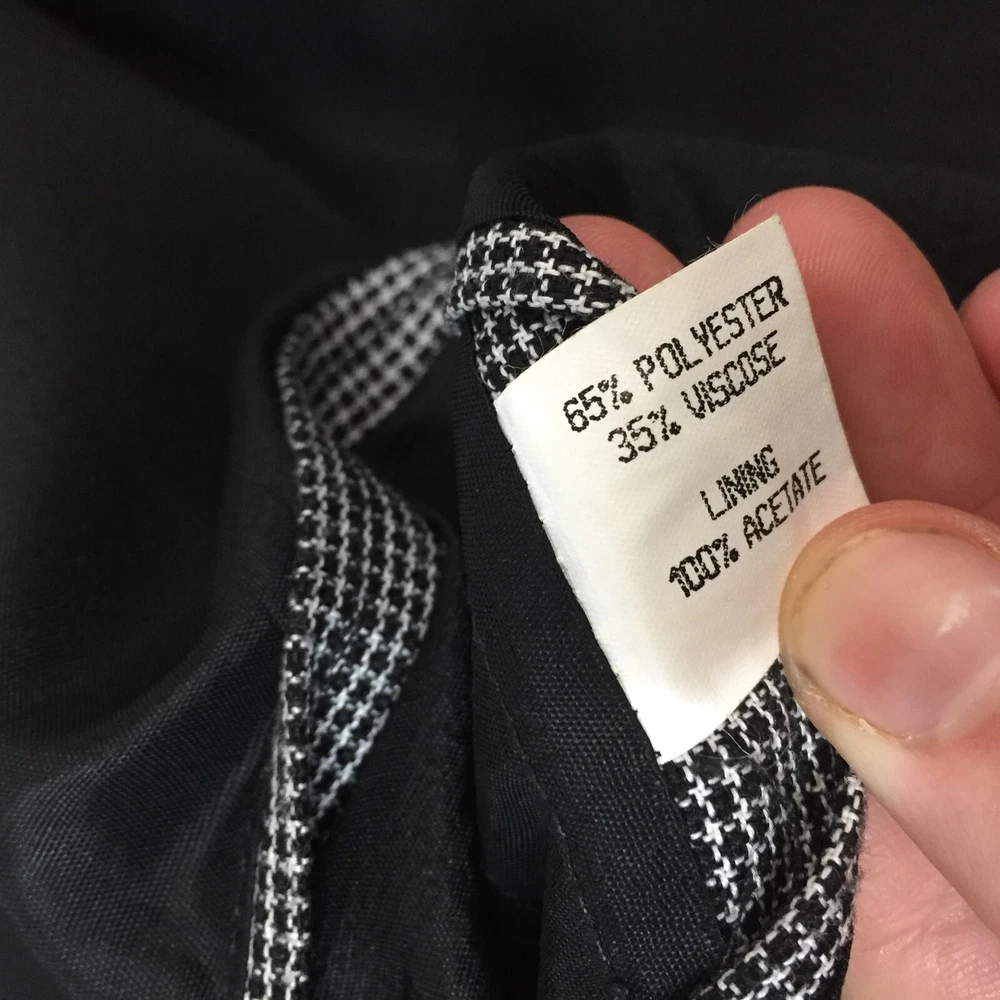 65% POLYESTER
35% VISCOSE
LINING
100% ACETATE